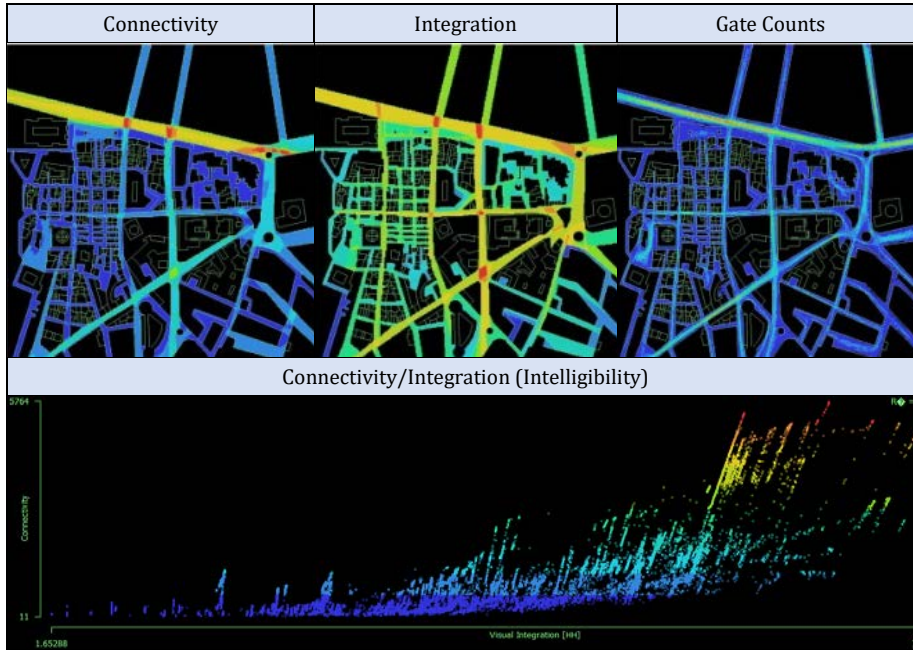 Connectivity
Integration
Gate Counts
Connectivity/Integration (Intelligibility)
5764
R� =
Connectivity
11
Visual Integration [HH]
1.65288